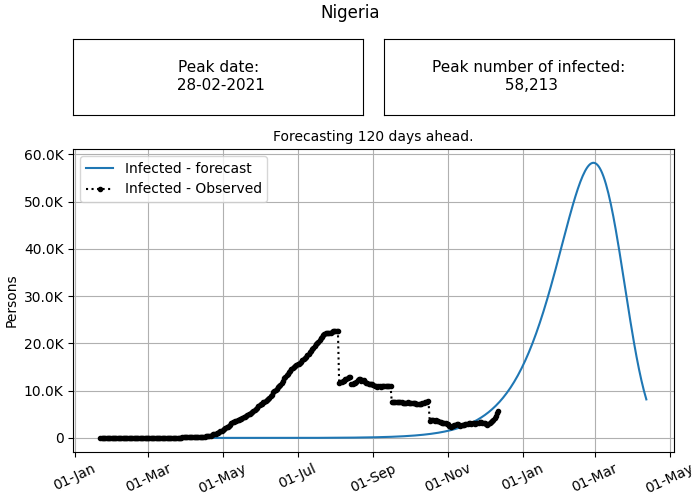 Nigeria
Peak date:
28-02-2021
Peak number of infected:
58,213
Forecasting 120 days ahead.
60.0K
50.0K
40.0K
30.0K
20.0K
10.0K
0
Persons
Infected - forecast
Infected - Observed
01-Jan
01-Mar
01-May
01-Jul
01-Sep
01-Nov
01-Jan
01-Mar
01-May